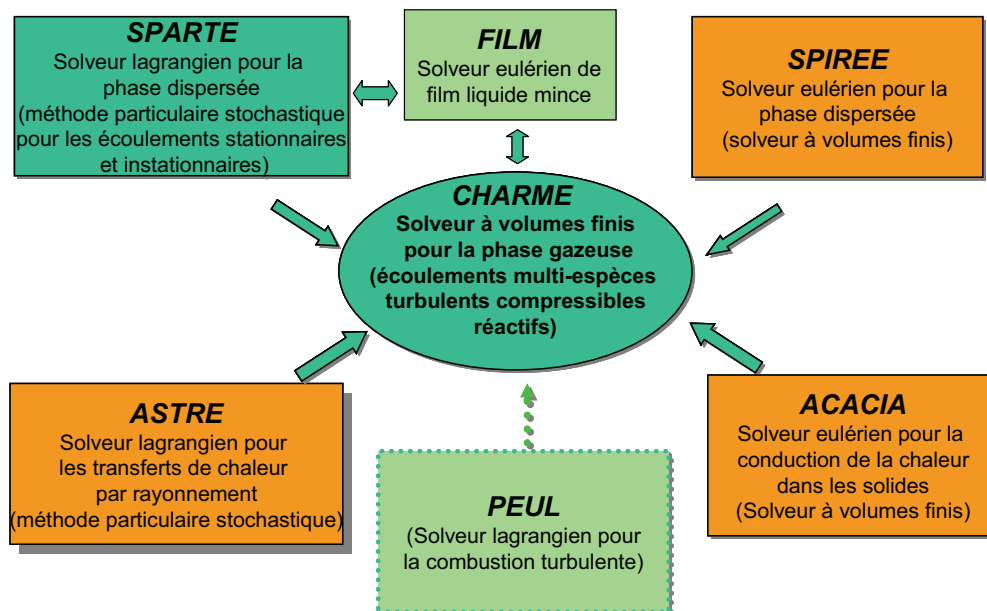 SPARTE
Solveur lagrangien pour la
phase dispersée
(méthode particulaire stochastique
pour les écoulements stationnaires
et instationnaires)
FILM
Solveur eulérien de
film liquide mince
SPIREE
Solveur eulérien pour la
phase dispersée
(solveur à volumes finis)
CHARME
Solveur à volumes finis
pour la phase gazeuse
(écoulements multi-espèces
turbulents compressibles
réactifs)
ASTRE
Solveur lagrangien pour
les transferts de chaleur
par rayonnement
(méthode particulaire stochastique)
PEUL
(Solveur lagrangien pour
la combustion turbulente)
ACACIA
Solveur eulérien pour la
conduction de la chaleur
dans les solides
(Solveur à volumes finis)